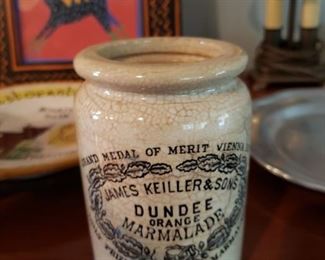 GRAND MEDAL OF MERIT VIENNA
JAMES KEILLER & SONS
DUNDEE
ORANGE
MARMALADE